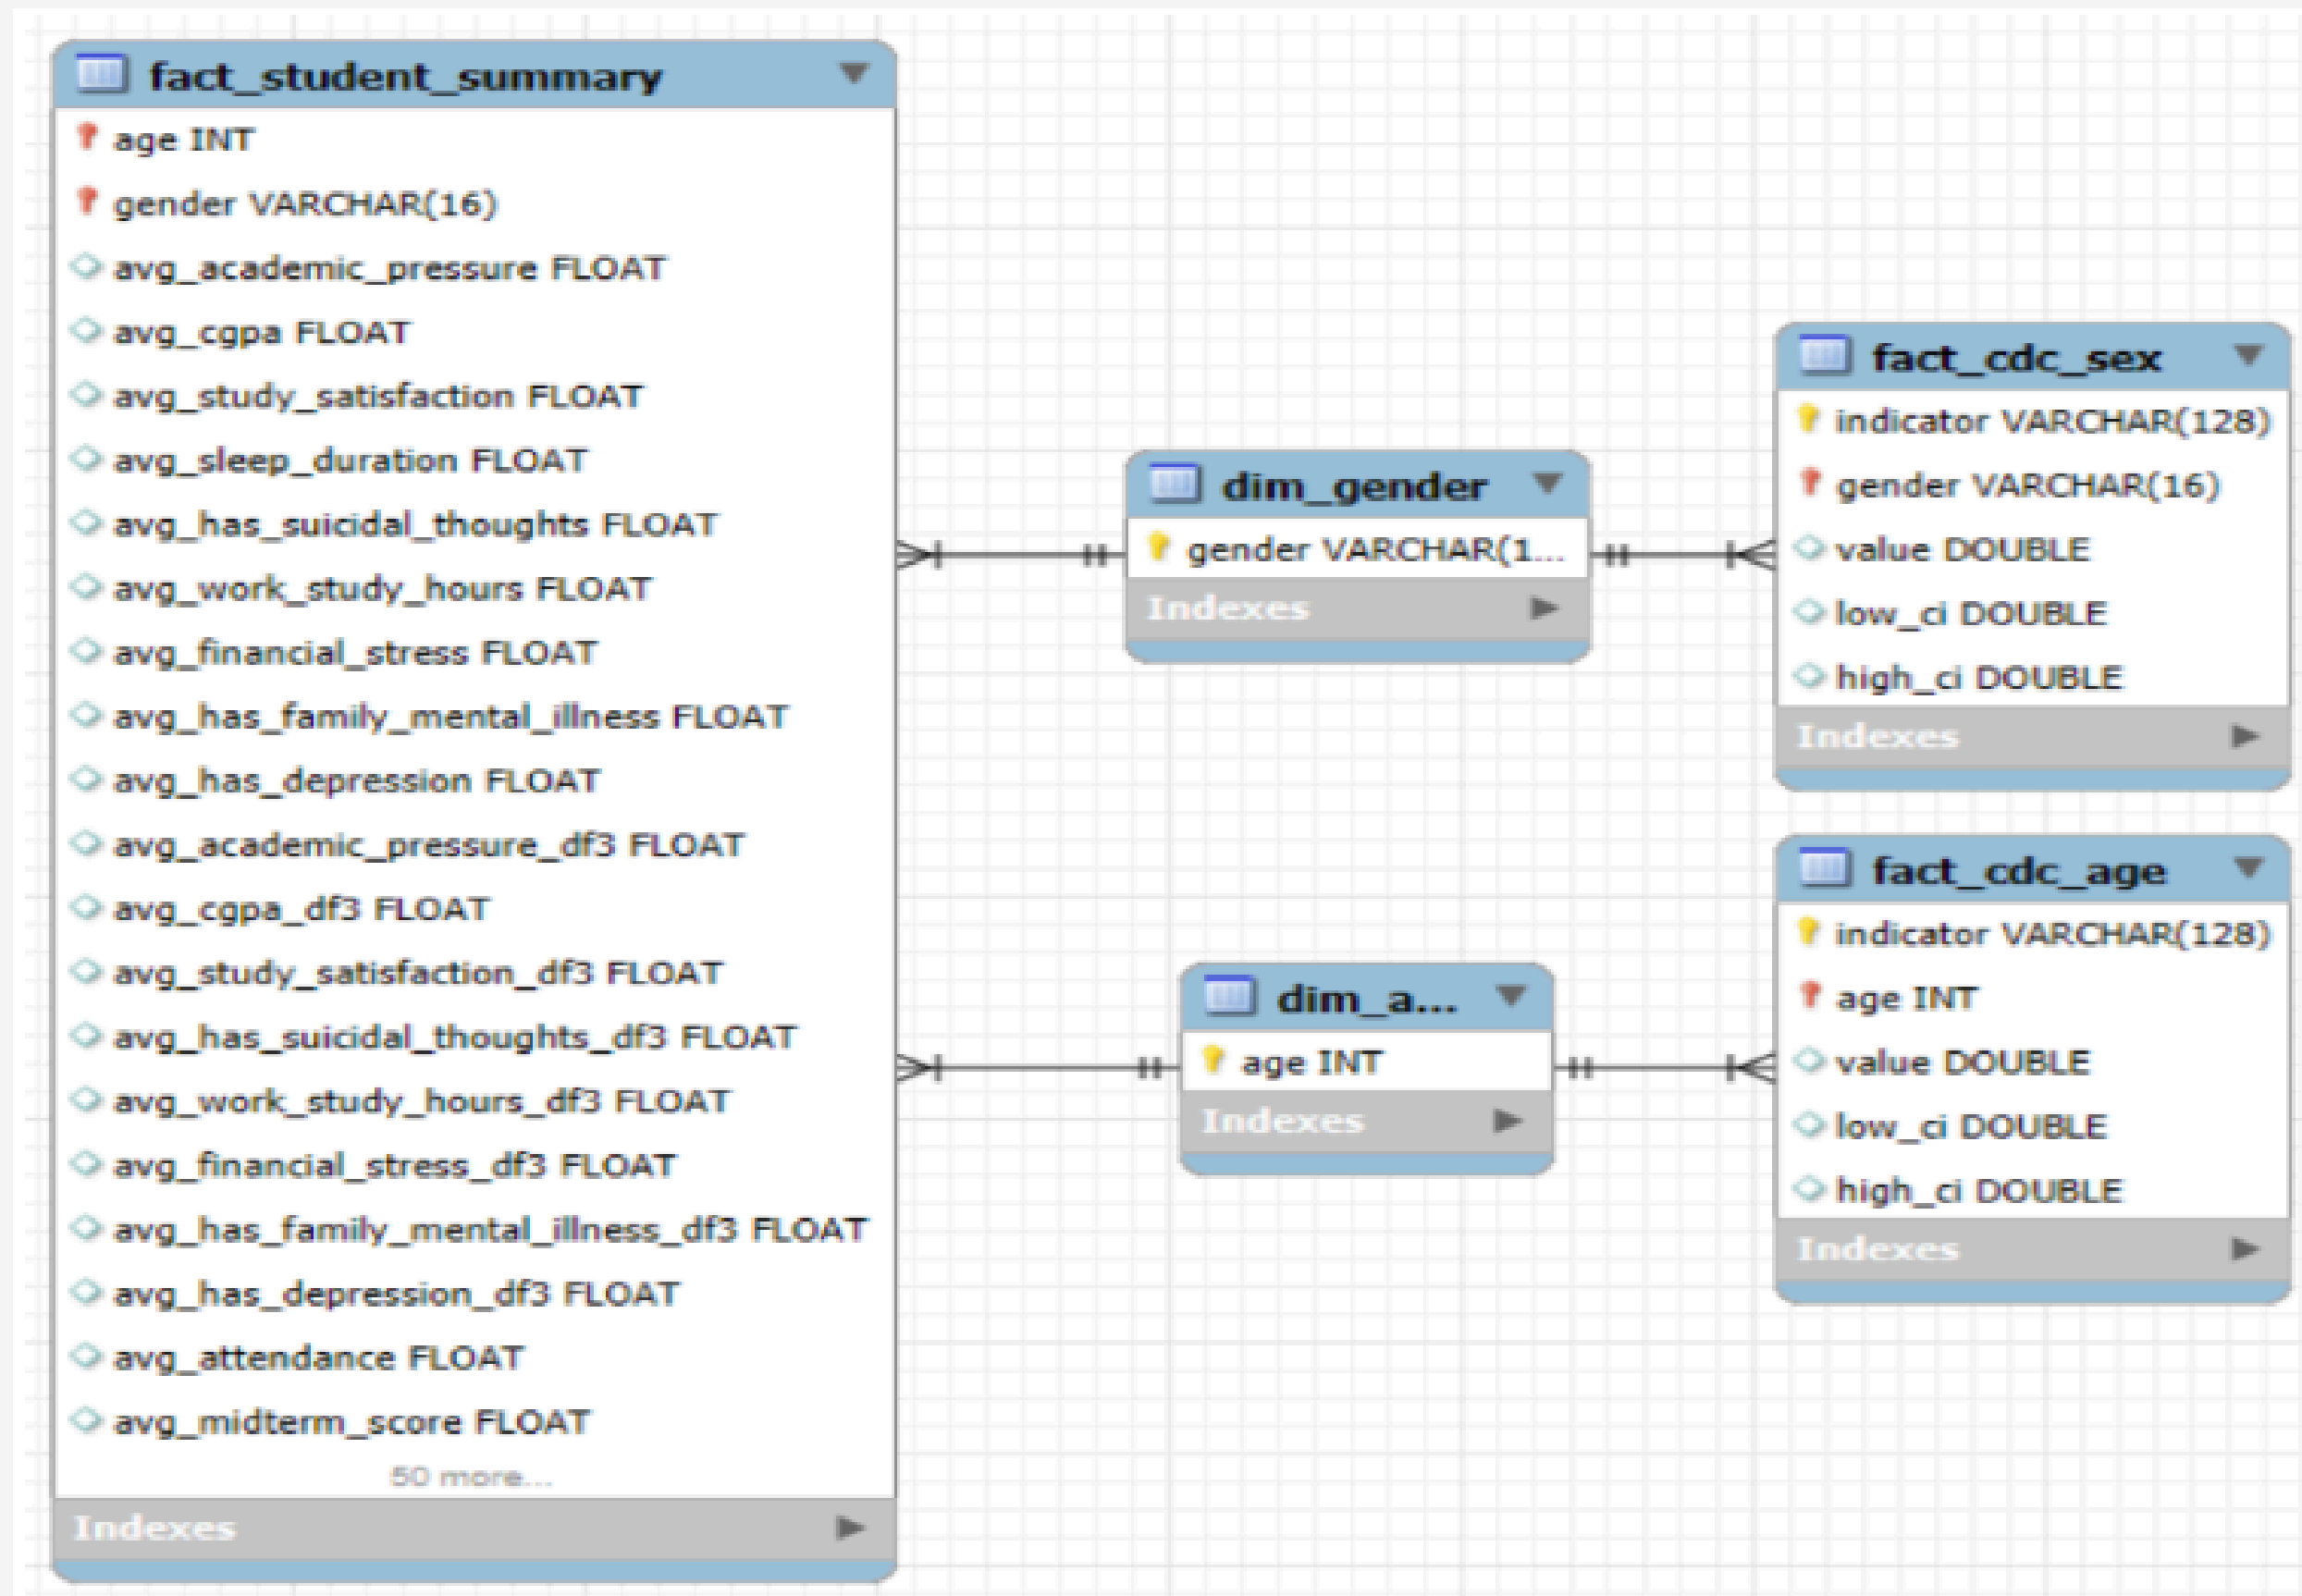 fact_student_summary
age INT
gender VARCHAR(16)
avg_academic_pressure FLOAT
avg_cgpa FLOAT
avg_study_satisfaction FLOAT
avg_sleep_duration FLOAT
avg_has_suicidal_thoughts FLOAT
avg_work_study_hours FLOAT
avg_financial_stress FLOAT
avg_has_family_mental_illness FLOAT
avg_has_depression FLOAT
avg_academic_pressure_df3 FLOAT
avg_cgpa_df3 FLOAT
avg_study_satisfaction_df3 FLOAT
avg_has_suicidal_thoughts_df3 FLOAT
avg_work_study_hours_df3 FLOAT
avg_financial_stress_df3 FLOAT
avg_has_family_mental_illness_df3 FLOAT
avg_has_depression_df3 FLOAT
avg_attendance FLOAT
avg_midterm_score FLOAT
50 more...
Indexes
dim_gender
gender VARCHAR(1...
Indexes
dim_a...
age INT
Indexes
fact_cdc_sex
indicator VARCHAR(128)
gender VARCHAR(16)
value DOUBLE
low_ci DOUBLE
high_ci DOUBLE
Indexes
fact_cdc_age
indicator VARCHAR(128)
age INT
value DOUBLE
low_ci DOUBLE
high_ci DOUBLE
Indexes